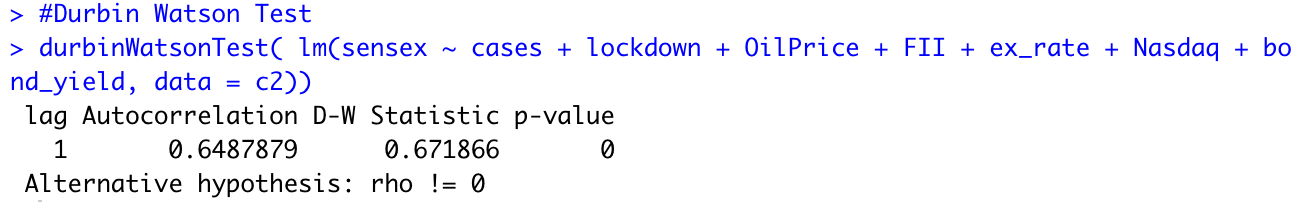 > #Durbin Watson Test
> durbinWatsonTest( lm(sensex ~ cases + lockdown + OilPrice + FII + ex_rate + Nasdaq + bo
nd_yield, data = c2))
 lag Autocorrelation D-W Statistic p-value
   1       0.6487879      0.671866       0
 Alternative hypothesis: rho != 0